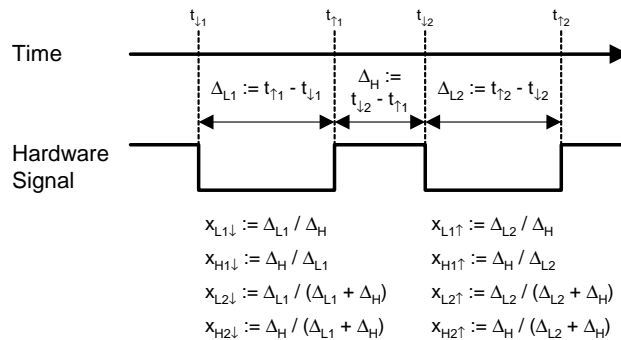 t↓1 t↑1 t↓2 t↑2
Time
ΔL1 := t↑1 - t↓1
ΔH :=
t↓2 - t↑1
ΔL2 := t↑2 - t↓2
Hardware
Signal
xL1↓ := ΔL1 / ΔH
xH1↓ := ΔH / ΔL1
xL2↓ := ΔL1 / (ΔL1 + ΔH)
xH2↓ := ΔH / (ΔL1 + ΔH)
xL1↑ := ΔL2 / ΔH
xH1↑ := ΔH / ΔL2
xL2↑ := ΔL2 / (ΔL2 + ΔH)
xH2↑ := ΔH / (ΔL2 + ΔH)